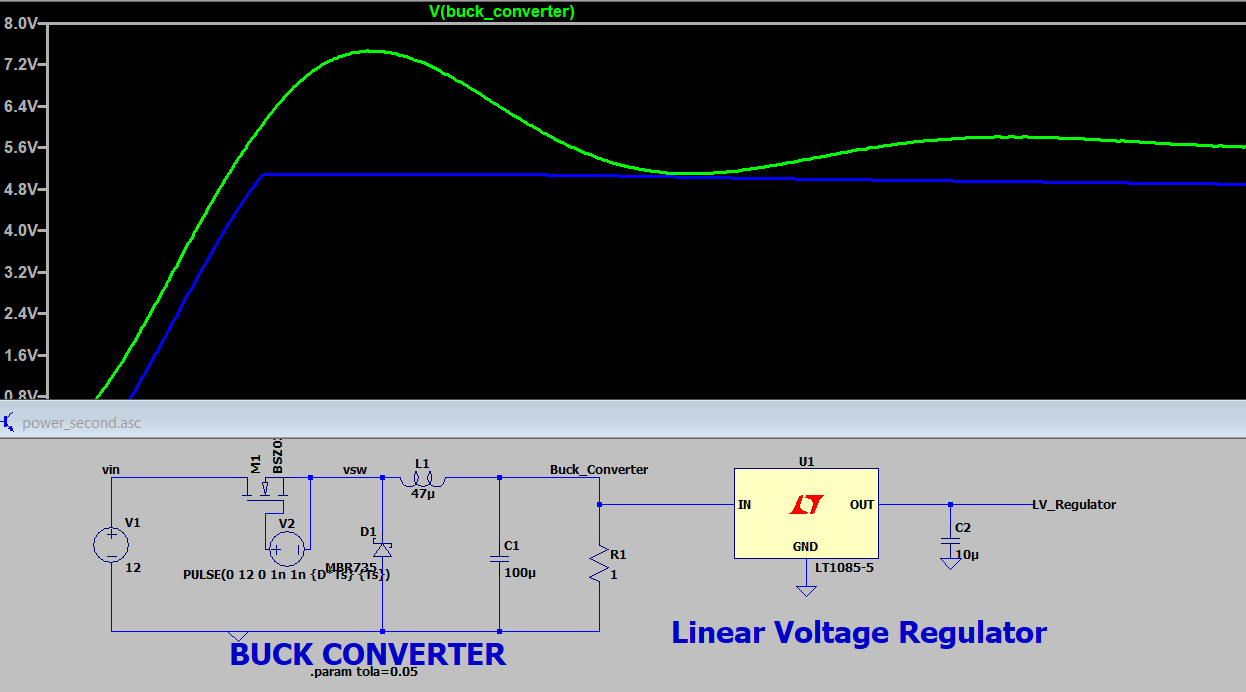 V(buck_converter)
8.0V
7.2V
6.4V
5.6V
4.8V
4.0V
3.2V
2.4V
1.6V
0.8V
power_second.asc
vin
M1
BSZ0
vsw
L1
47µ
Buck_Converter
U1
V1
12
V2
PULSE(0 12 0 1n 1n {D*Ts} {Ts})
D1
MBR735
C1
100µ
R1
1
IN
OUT
GND
LT1085-5
LV_Regulator
C2
10µ
BUCK CONVERTER
.param tola=0.05
Linear Voltage Regulator